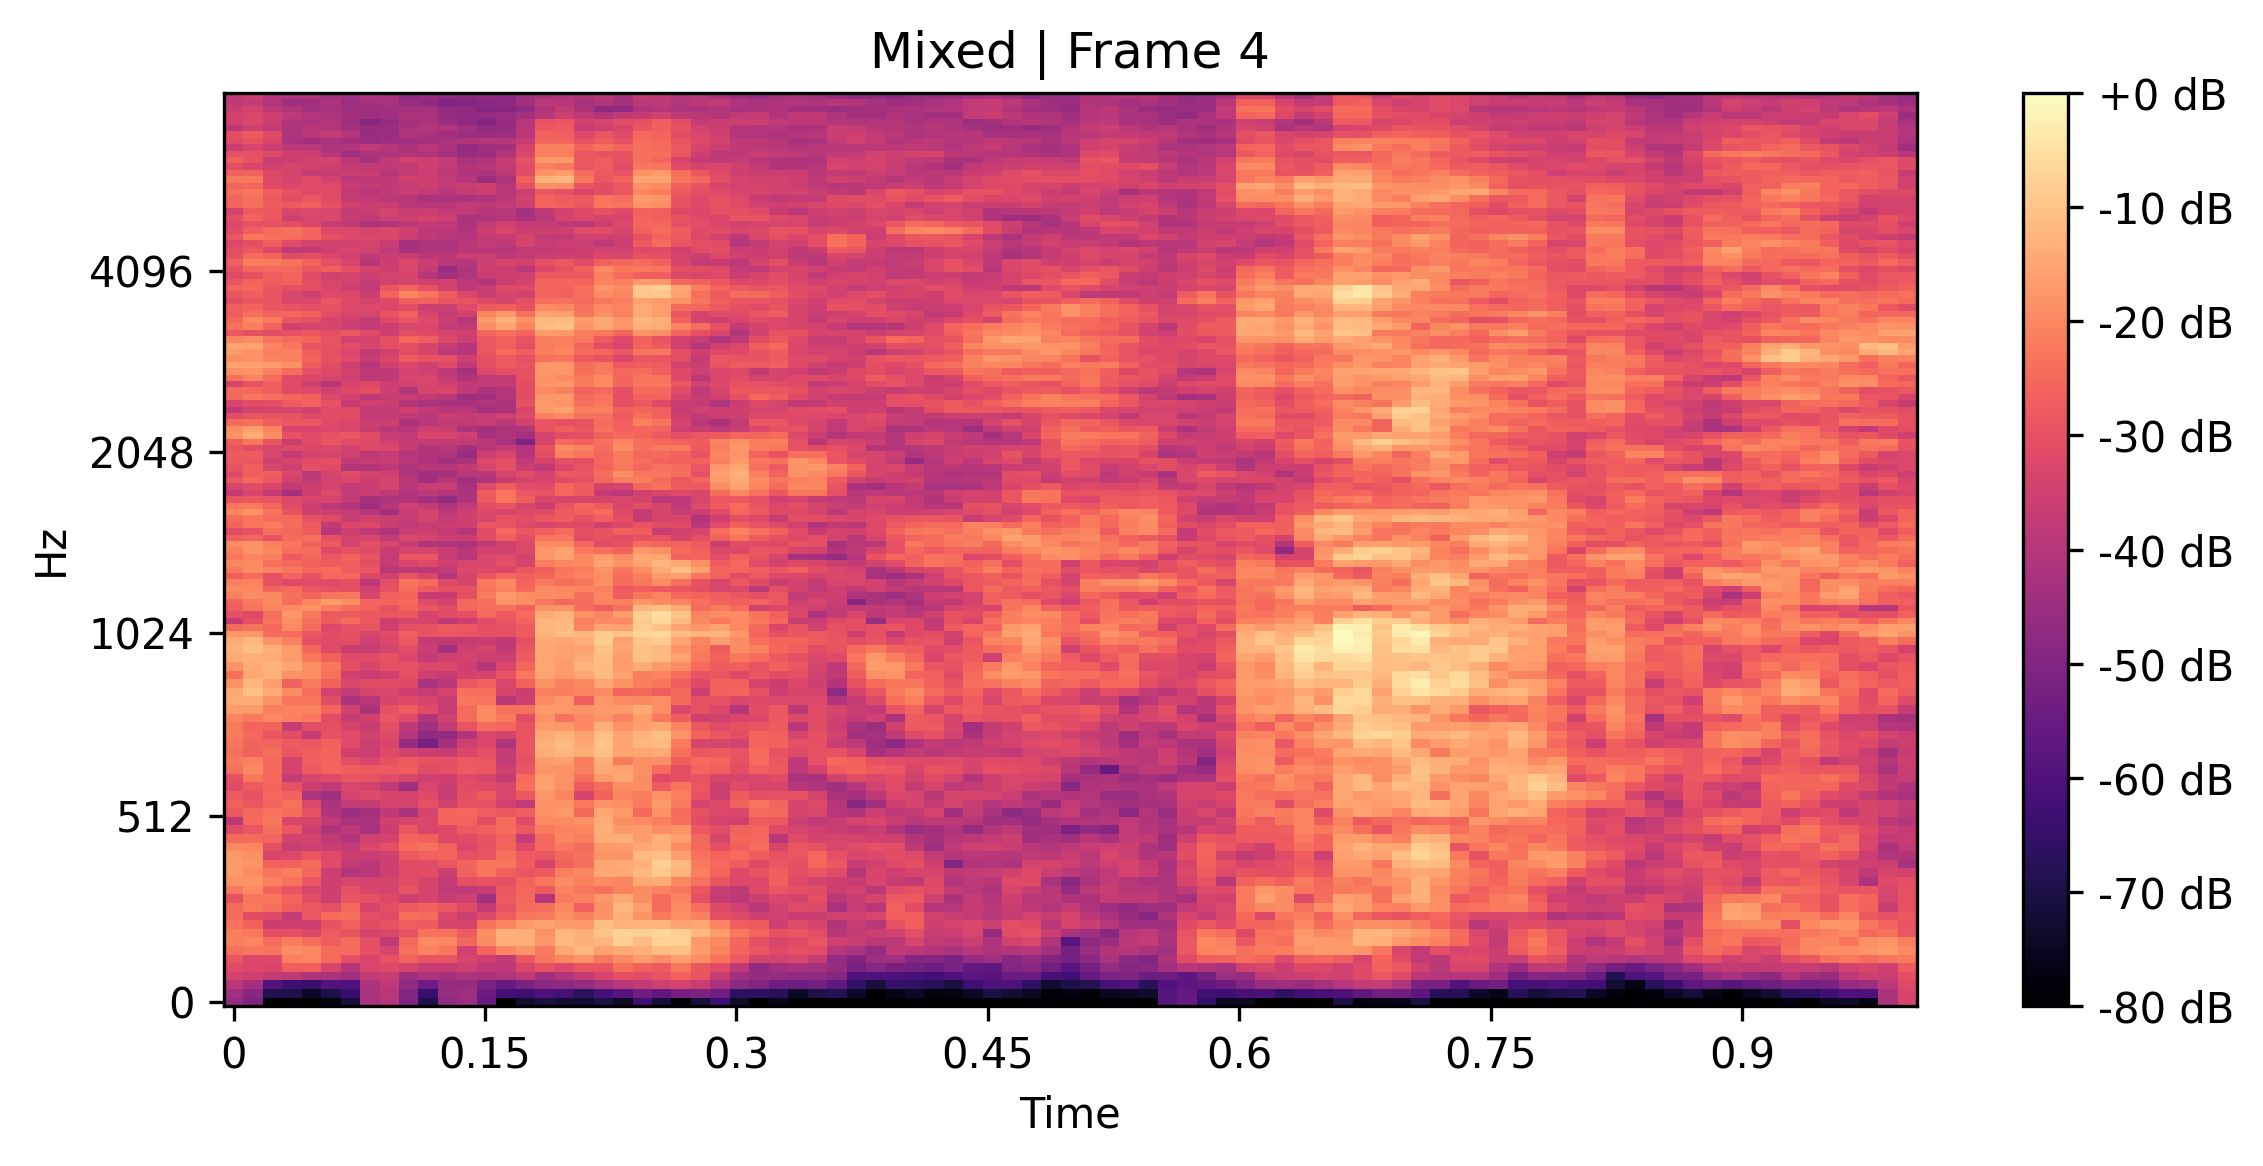 Mixed | Frame 4
+0 dB
-10 dB
-20 dB
-30 dB
-40 dB
-50 dB
-60 dB
-70 dB
-80 dB
Hz
4096
2048
1024
512
0
0 0.15 0.3 0.45 0.6 0.75 0.9
Time